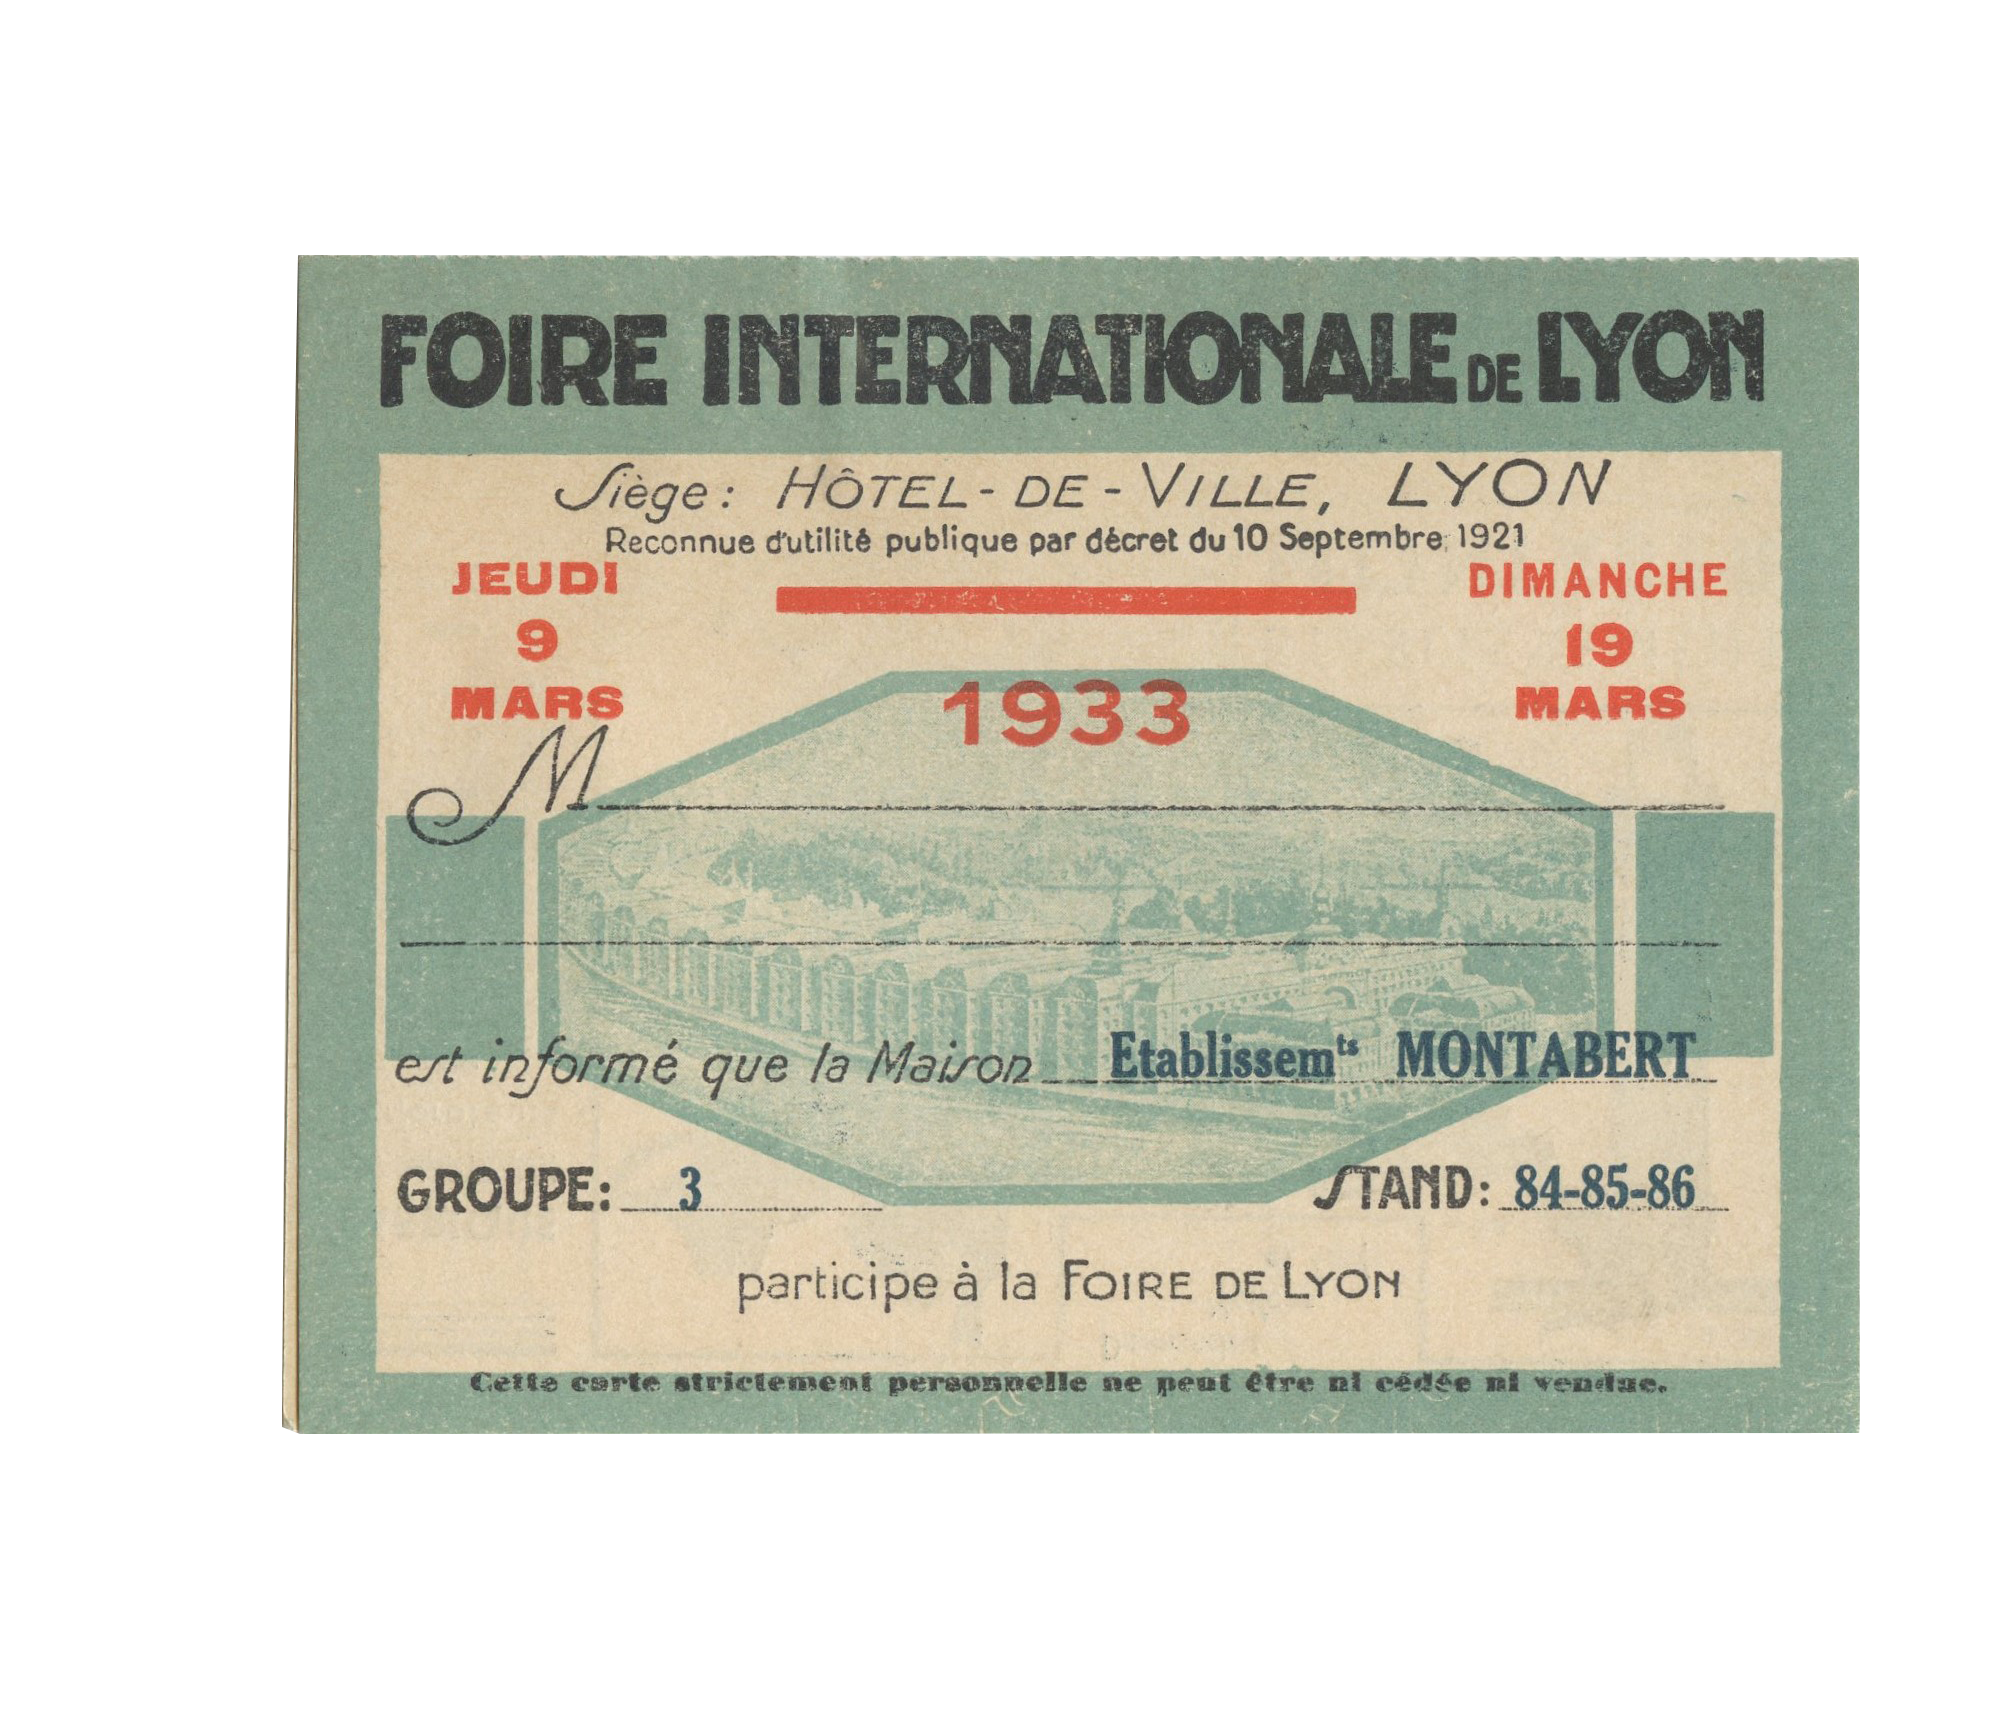 FOIRE INTERNATIONALE DE LYON
Siège : HÔTEL-DE-VILLE, LYON
Reconnue d'utilité publique par décret du 10 Septembre 1921
JEUDI
9
MARS
DIMANCHE
19
MARS
1933
M
est informé que la Maison Etablissemts MONTABERT
GROUPE: 3 STAND: 84-85-86
participe à la FOIRE DE LYON
Cette carte strictement personnelle ne peut être ni cédée ni vendue.